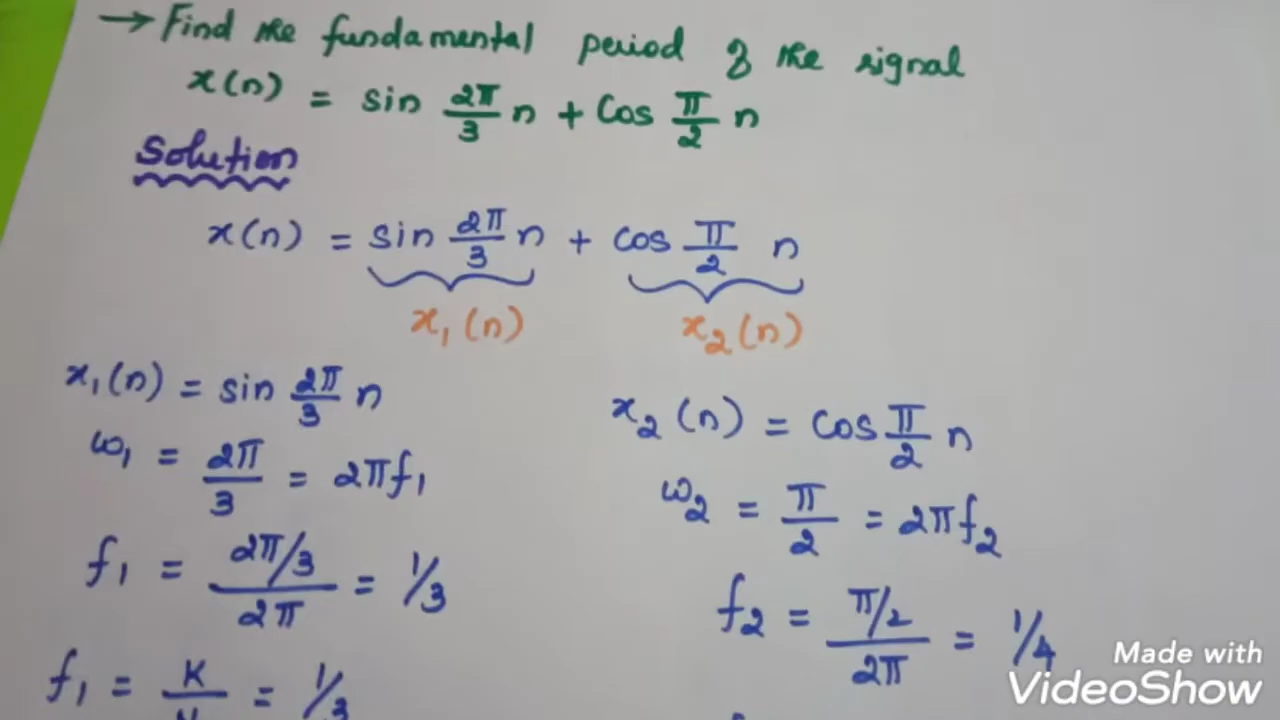 → Find the fundamental period of the signal
x(n) = sin 2π/3 n + Cos π/2 n
Solution
x(n) = sin 2π/3 n + cos π/2 n
x₁(n) x₂(n)
x₁(n) = sin 2π/3 n
ω₁ = 2π/3 = 2πf₁
f₁ = 2π/3 / 2π = 1/3
f₁ = K/N = 1/3
x₂(n) = Cos π/2 n
ω₂ = π/2 = 2πf₂
f₂ = π/2 / 2π = 1/4
Made with
VideoShow